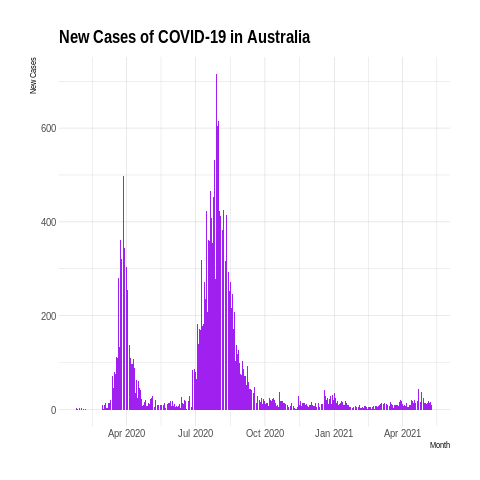 New Cases of COVID-19 in Australia
New Cases
600
400
200
0
Apr 2020 Jul 2020 Oct 2020 Jan 2021 Apr 2021
Month